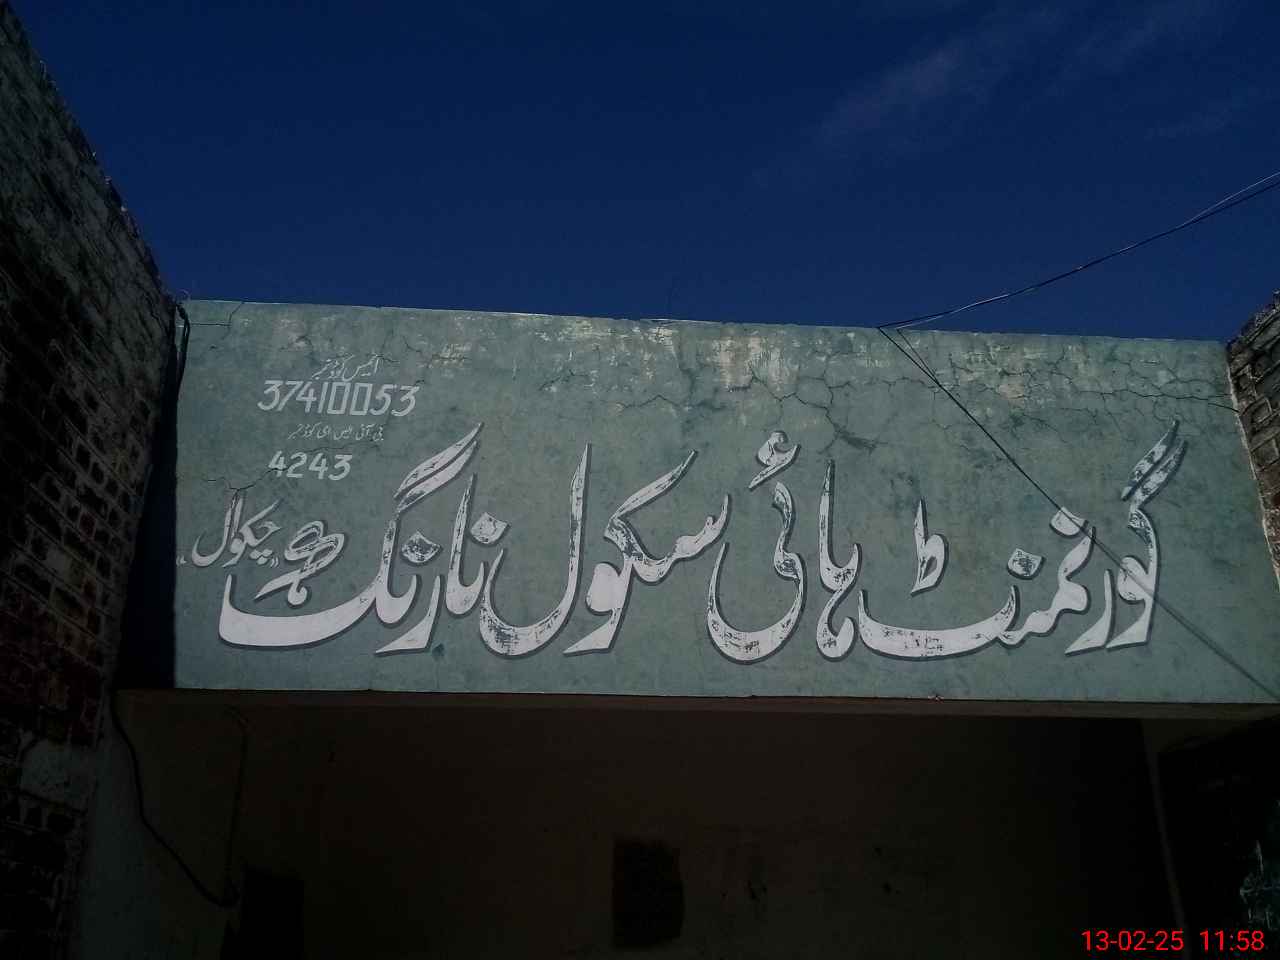 ایمس کوڈ نمبر
37410053
بی آئی ایس ای کوڈ نمبر
4243
گورنمنٹ ہائی سکول نارنگ
چکوال
13-02-25 11:58